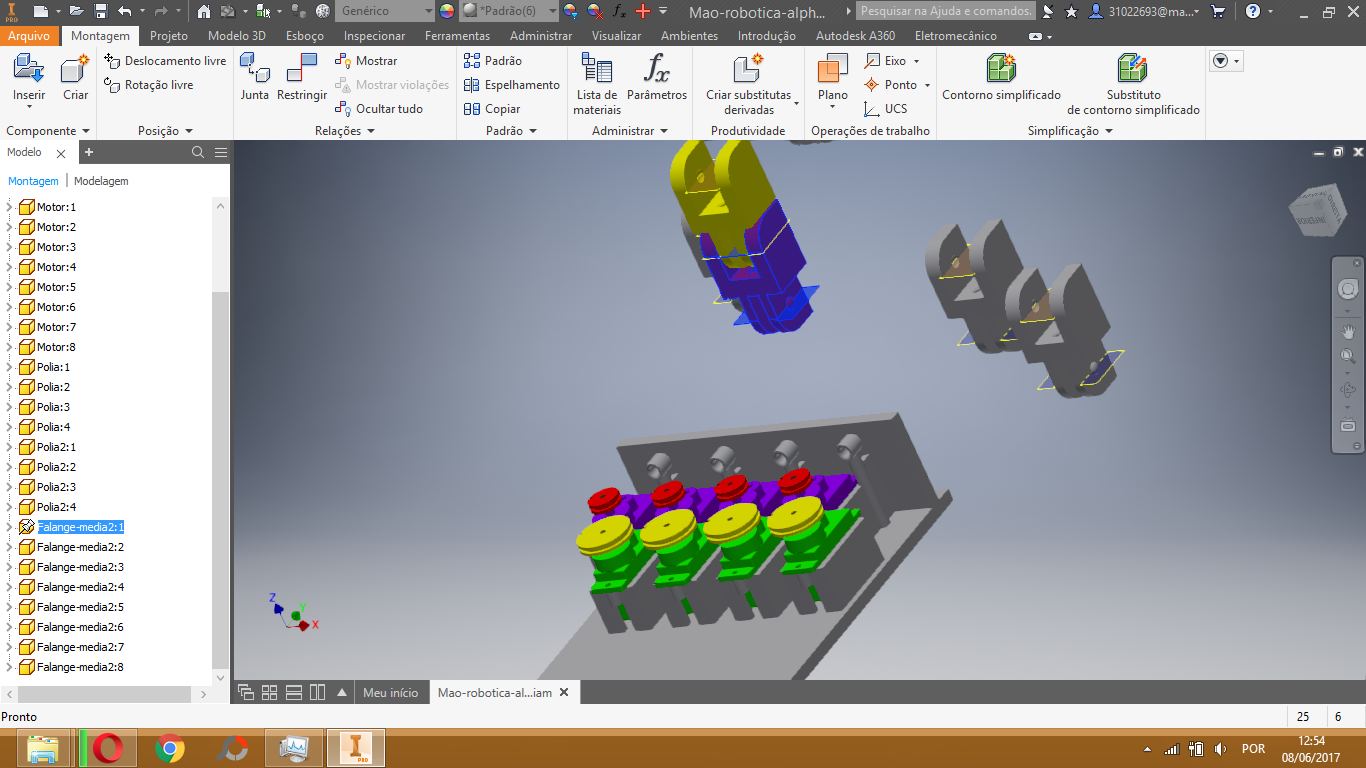 PRO
Genérico
*Padrão(6)
fx
Mao-robotica-alph...
Pesquisar na Ajuda e comandos.
31022693@ma...
Arquivo
Montagem
Projeto
Modelo 3D
Esboço
Inspecionar
Ferramentas
Administrar
Visualizar
Ambientes
Introdução
Autodesk A360
Eletromecânico
Inserir
Criar
Deslocamento livre
Rotação livre
Junta
Restringir
Mostrar
Mostrar violações
Ocultar tudo
Padrão
Espelhamento
Copiar
Lista de
materiais
fx
Parâmetros
Criar substitutas
derivadas
Plano
Eixo
Ponto
UCS
Contorno simplificado
Substituto
de contorno simplificado
Componente
Posição
Relações
Padrão
Administrar
Produtividade
Operações de trabalho
Simplificação
Modelo
Montagem
Modelagem
Motor:1
Motor:2
Motor:3
Motor:4
Motor:5
Motor:6
Motor:7
Motor:8
Polia:1
Polia:2
Polia:3
Polia:4
Polia2:1
Polia2:2
Polia2:3
Polia2:4
Falange-media2:1
Falange-media2:2
Falange-media2:3
Falange-media2:4
Falange-media2:5
Falange-media2:6
Falange-media2:7
Falange-media2:8
Z
Y
X
Meu início
Mao-robotica-al...iam
Pronto
25
6
PRO
POR
12:54
08/06/2017